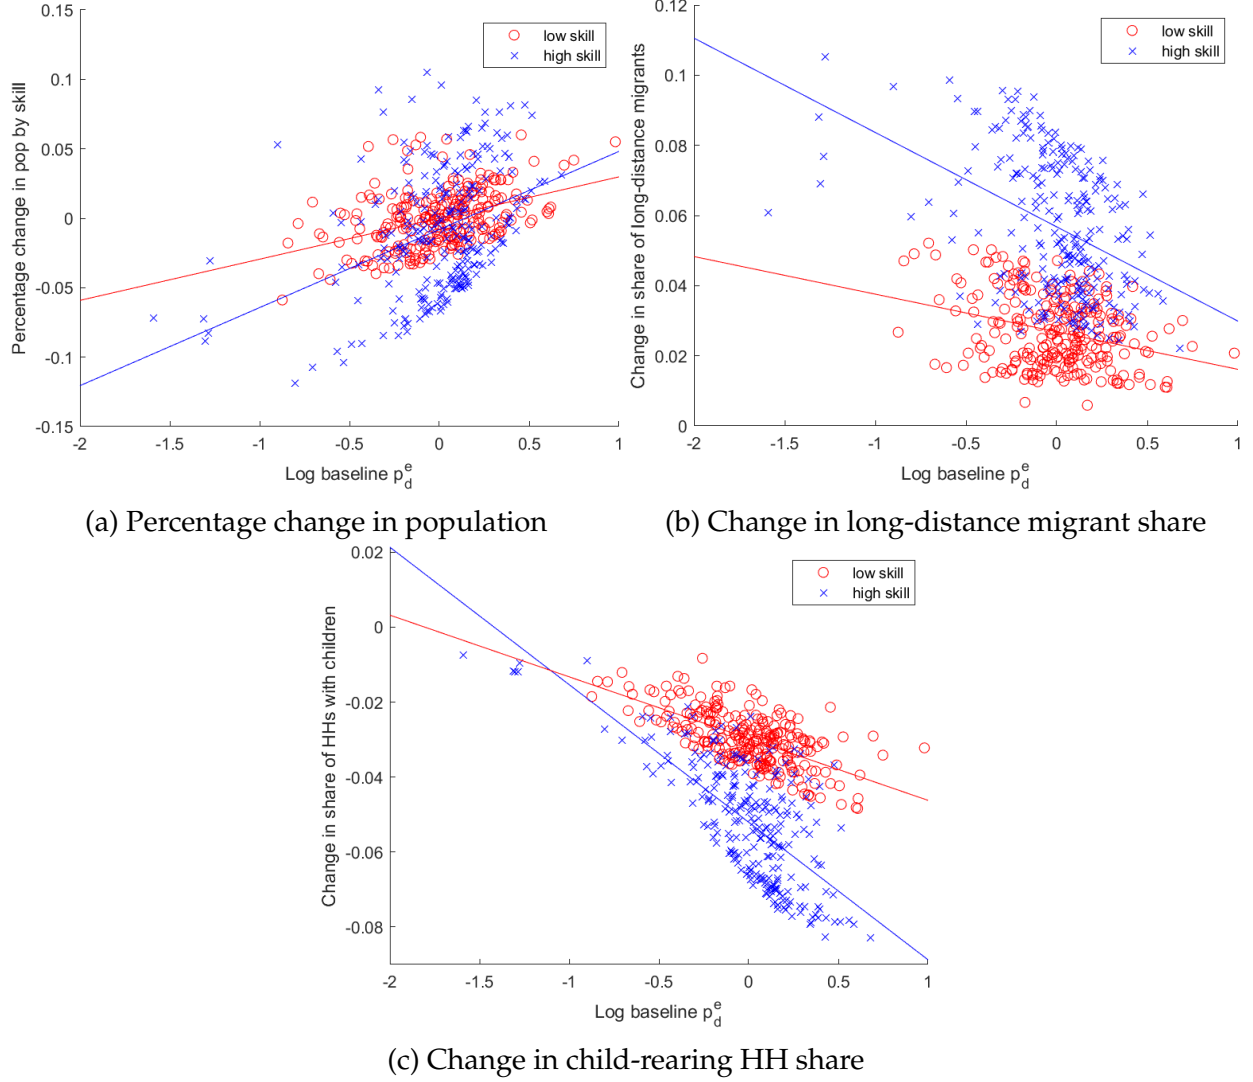 low skill
high skill
0.1
0.05
0
-0.05
-0.1
-0.15
Percentage change in pop by skill
-2
-1.5
-1
-0.5
0
0.5
1
Log baseline p_d^e
(a) Percentage change in population
low skill
high skill
0.12
0.1
0.08
0.06
0.04
0.02
0
Change in share of long-distance migrants
-2
-1.5
-1
-0.5
0
0.5
1
Log baseline p_d^e
(b) Change in long-distance migrant share
low skill
high skill
0.02
0
-0.02
-0.04
-0.06
-0.08
Change in share of HHs with children
-2
-1.5
-1
-0.5
0
0.5
1
Log baseline p_d^e
(c) Change in child-rearing HH share